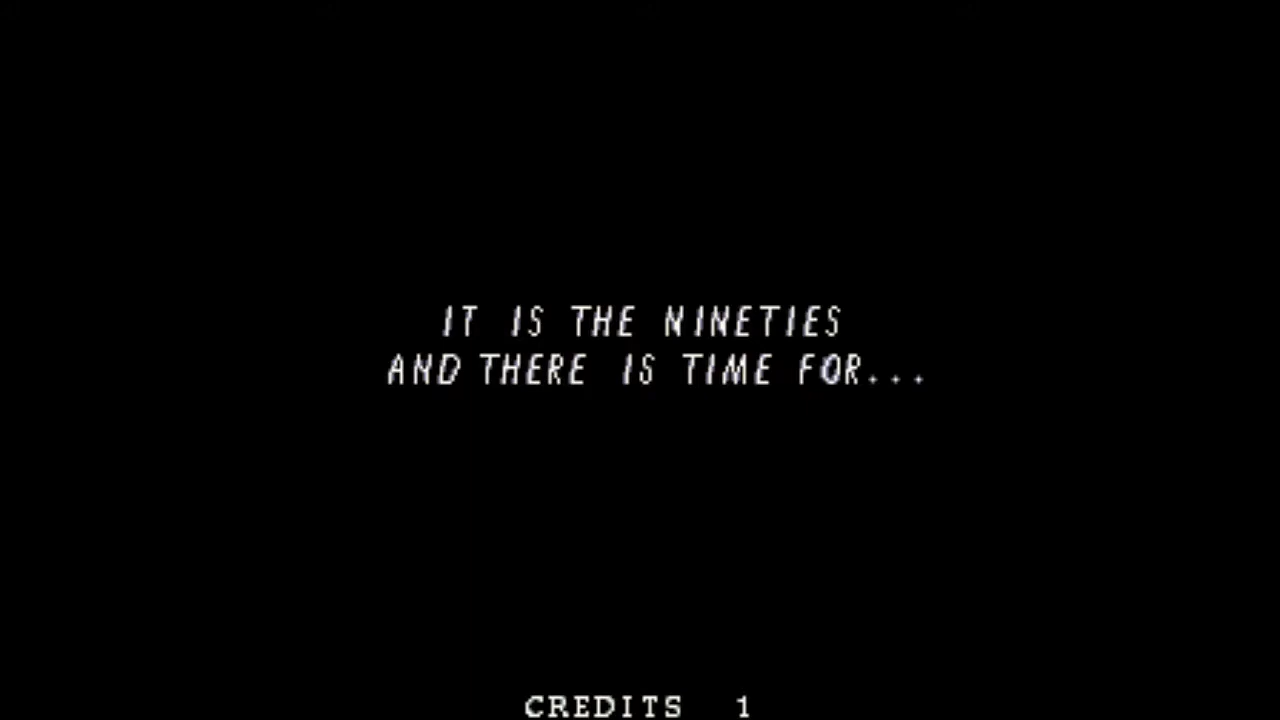 IT IS THE NINETIES
AND THERE IS TIME FOR...
CREDITS 1